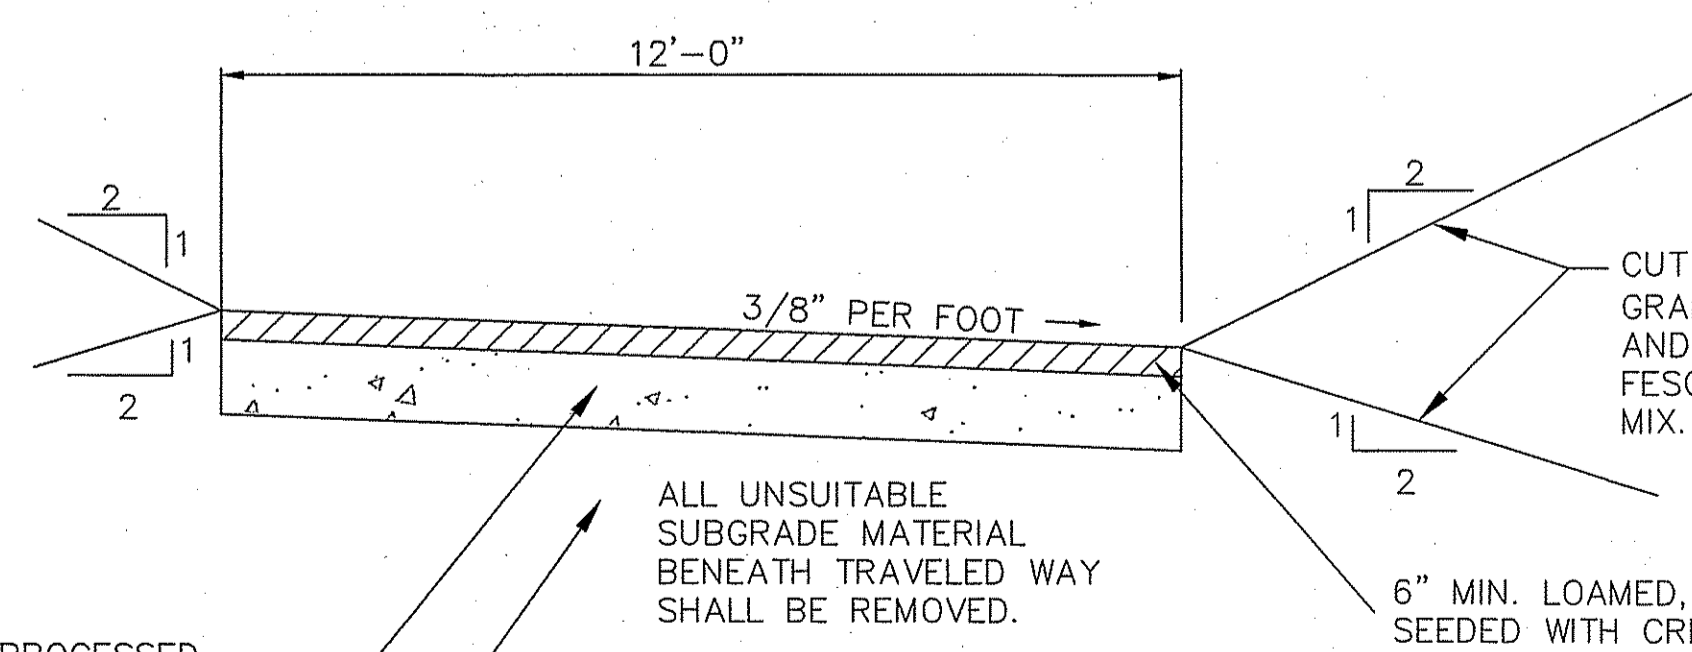 12'-0"
2
1
2
1
3/8" PER FOOT
1
2
CUT
GRA
AND
FESC
MIX.
1
2
ALL UNSUITABLE
SUBGRADE MATERIAL
BENEATH TRAVELED WAY
SHALL BE REMOVED.
6" MIN. LOAMED,
SEEDED WITH CRE
PROCESSED